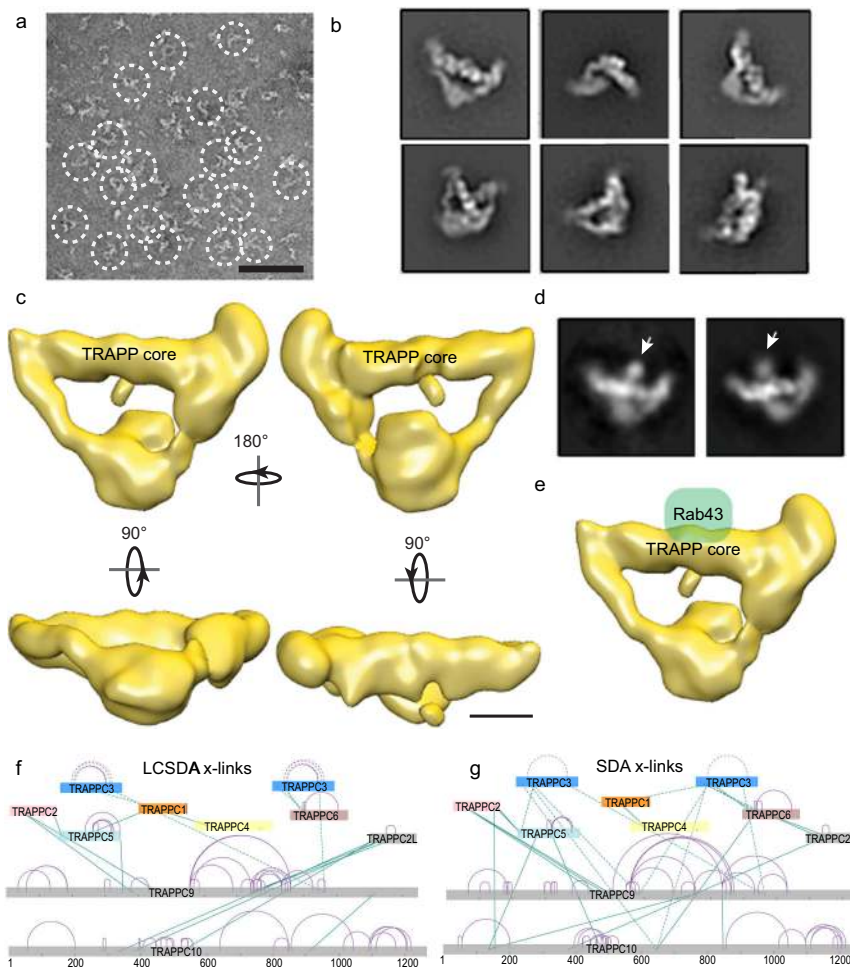 a
b
c
TRAPP core
TRAPP core
180°
90°
90°
d
e
Rab43
TRAPP core
f
LCSDA x-links
TRAPPC3
TRAPPC3
TRAPPC2
TRAPPC1
TRAPPC6
TRAPPC5
TRAPPC4
TRAPPC2L
TRAPPC9
TRAPPC10
1 200 400 600 800 1000 1200
g
SDA x-links
TRAPPC3
TRAPPC3
TRAPPC2
TRAPPC1
TRAPPC6
TRAPPC5
TRAPPC4
TRAPPC2
TRAPPC9
TRAPPC10
1 200 400 600 800 1000 1200